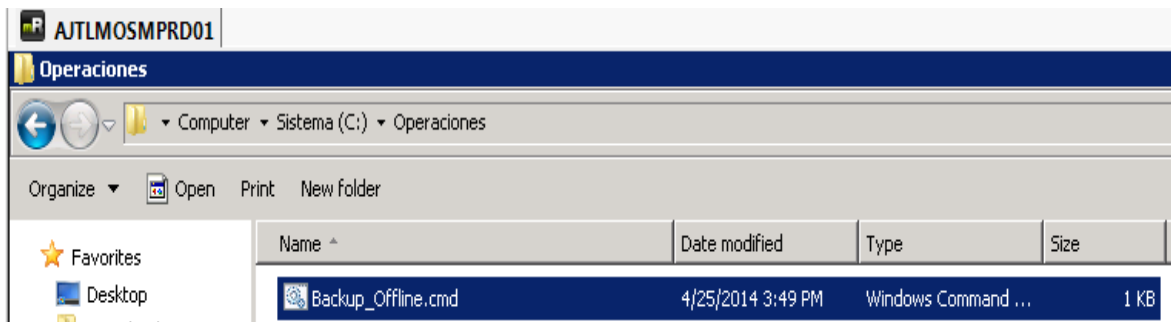 mR AJTLMOSMPRD01
Operaciones
Computer Sistema (C:) Operaciones
Organize Open Print New folder
Favorites Name Date modified Type Size
Desktop Backup_Offline.cmd 4/25/2014 3:49 PM Windows Command ... 1 KB